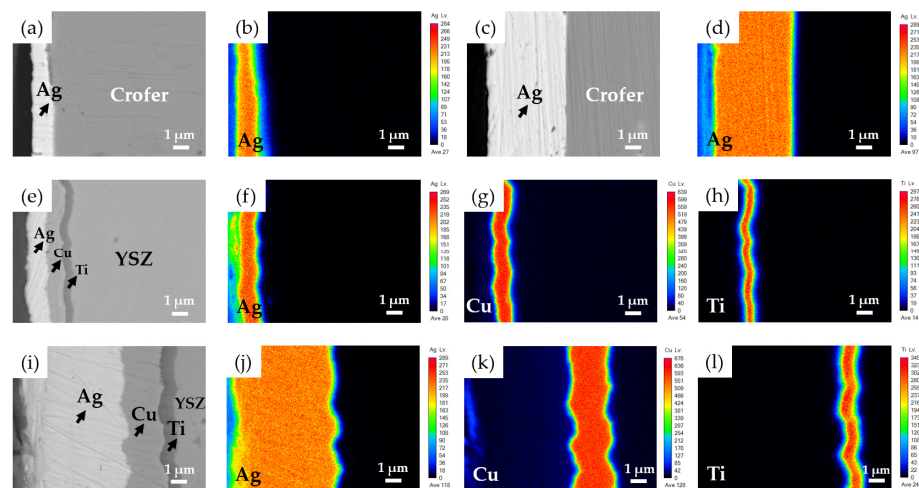 (a)
Ag
Crofer
1 μm
(b)
Ag
1 μm
Ag Lv.
284
266
249
231
213
195
178
160
142
124
107
89
71
53
36
18
0
Ave 27
(c)
Ag
Crofer
1 μm
(d)
Ag
1 μm
Ag Lv.
289
271
253
235
217
199
181
163
145
126
108
90
72
54
36
18
0
Ave 97
(e)
Ag
Cu
Ti
YSZ
1 μm
(f)
Ag
1 μm
Ag Lv.
269
252
235
219
202
185
168
151
118
101
84
67
50
34
17
0
Ave 28
(g)
Cu
1 μm
Cu Lv.
639
599
559
519
479
439
399
360
320
280
240
200
160
120
80
40
0
Ave 54
(h)
Ti
1 μm
Ti Lv.
297
278
260
241
223
204
186
167
148
130
111
93
74
56
37
19
0
Ave 14
(i)
Ag
Cu
Ti
YSZ
1 μm
(j)
Ag
1 μm
Ag Lv.
289
271
253
235
217
199
181
163
145
126
108
90
72
54
36
18
0
Ave 118
(k)
Cu
1 μm
Cu Lv.
678
636
593
551
508
466
424
381
339
297
254
212
170
127
85
42
0
Ave 128
(l)
Ti
1 μm
Ti Lv.
345
323
302
280
259
237
216
194
172
151
129
108
86
65
43
22
0
Ave 24